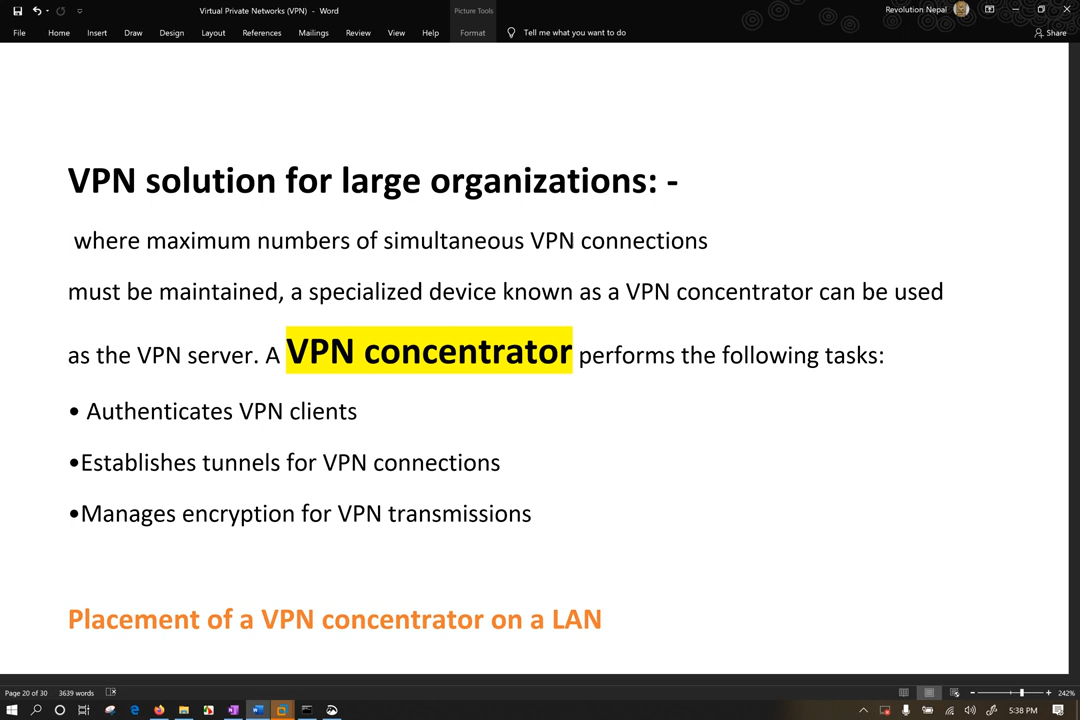 Virtual Private Networks (VPN) - Word
Picture Tools
Revolution Nepal
File Home Insert Draw Design Layout References Mailings Review View Help Format Tell me what you want to do Share
VPN solution for large organizations: -
where maximum numbers of simultaneous VPN connections
must be maintained, a specialized device known as a VPN concentrator can be used
as the VPN server. A VPN concentrator performs the following tasks:
• Authenticates VPN clients
•Establishes tunnels for VPN connections
•Manages encryption for VPN transmissions
Placement of a VPN concentrator on a LAN
Page 20 of 30 3639 words 242%
5:38 PM